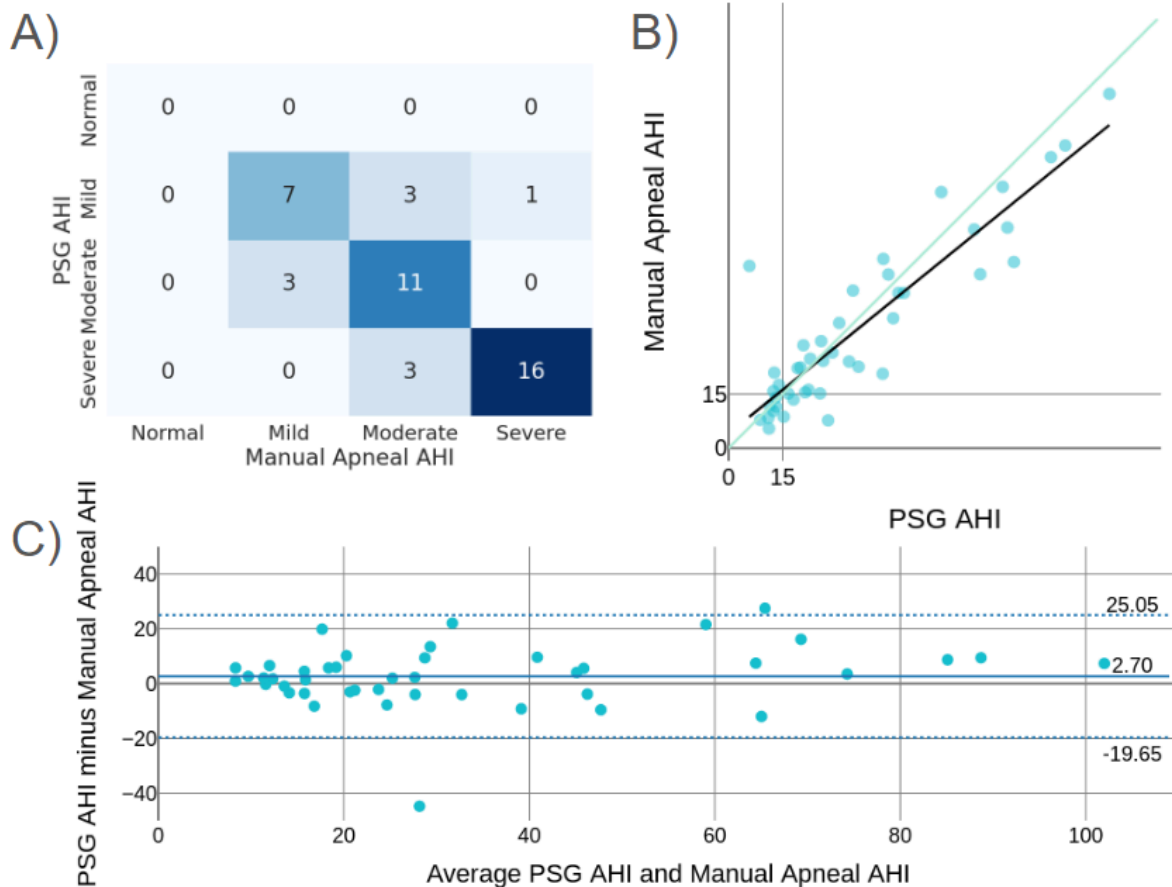 A)
Normal
0 0 0 0
Mild
0 7 3 1
Moderate
0 3 11 0
Severe
0 0 3 16
PSG AHI
Normal Mild Moderate Severe
Manual Apneal AHI
B)
Manual Apneal AHI
15
0
0 15
PSG AHI
C)
PSG AHI minus Manual Apneal AHI
40
20
0
−20
−40
25.05
2.70
-19.65
0 20 40 60 80 100
Average PSG AHI and Manual Apneal AHI